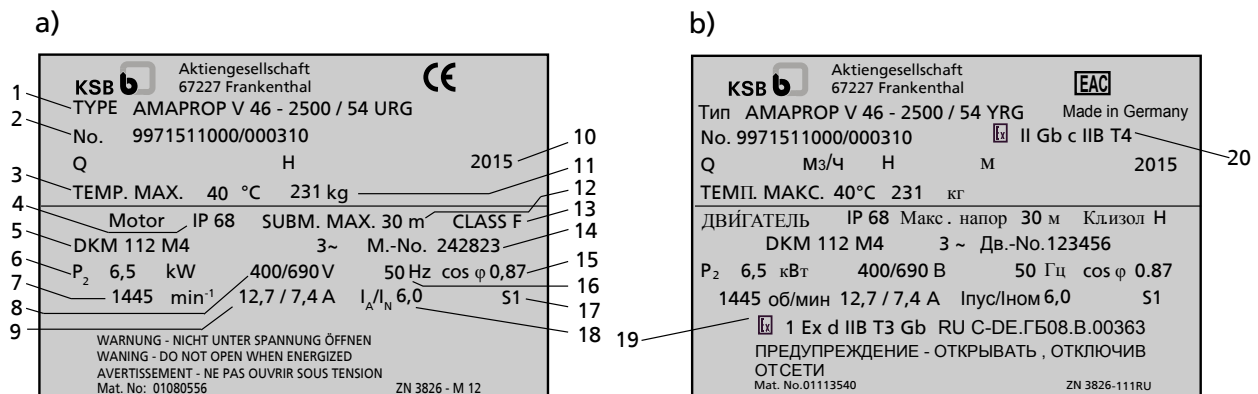 a)
KSB b Aktiengesellschaft
67227 Frankenthal
CE
1 TYPE AMAPROP V 46 - 2500 / 54 URG
2 No. 9971511000/000310
Q H 2015 10
3 TEMP. MAX. 40 °C 231 kg 11
4 Motor IP 68 SUBM. MAX. 30 m 12 CLASS F 13
5 DKM 112 M4 3~ M.-No. 242823 14
6 P2 6,5 kW 400/690 V 50 Hz cos φ 0,87 15
7 1445 min-1 12,7 / 7,4 A IA/IN 6,0 S1 16
8 17
9 18
WARNUNG - NICHT UNTER SPANNUNG ÖFFNEN
WANING - DO NOT OPEN WHEN ENERGIZED
AVERTISSEMENT - NE PAS OUVRIR SOUS TENSION
Mat. No: 01080556 ZN 3826 - M 12
b)
KSB b Aktiengesellschaft
67227 Frankenthal
EAC
Тип AMAPROP V 46 - 2500 / 54 YRG Made in Germany
No. 9971511000/000310 Ex II Gb c IIB T4 20
Q м3/ч H м 2015
ТЕМП. МАКС. 40°C 231 кг
ДВИ́ГАТЕЛЬ IP 68 Макс. напор 30 м Кл.изол H
DKM 112 M4 3 ~ Дв.-No.123456
P2 6,5 кВт 400/690 В 50 Гц cos φ 0.87
1445 об/мин 12,7 / 7,4 A Iпус/Iном 6,0 S1
19 Ex 1 Ex d IIB T3 Gb RU C-DE.ГБ08.B.00363
ПРЕДУПРЕЖДЕНИЕ - ОТКРЫВАТЬ , ОТКЛЮЧИВ
ОТ СЕТИ
Mat. No.01113540 ZN 3826-111RU